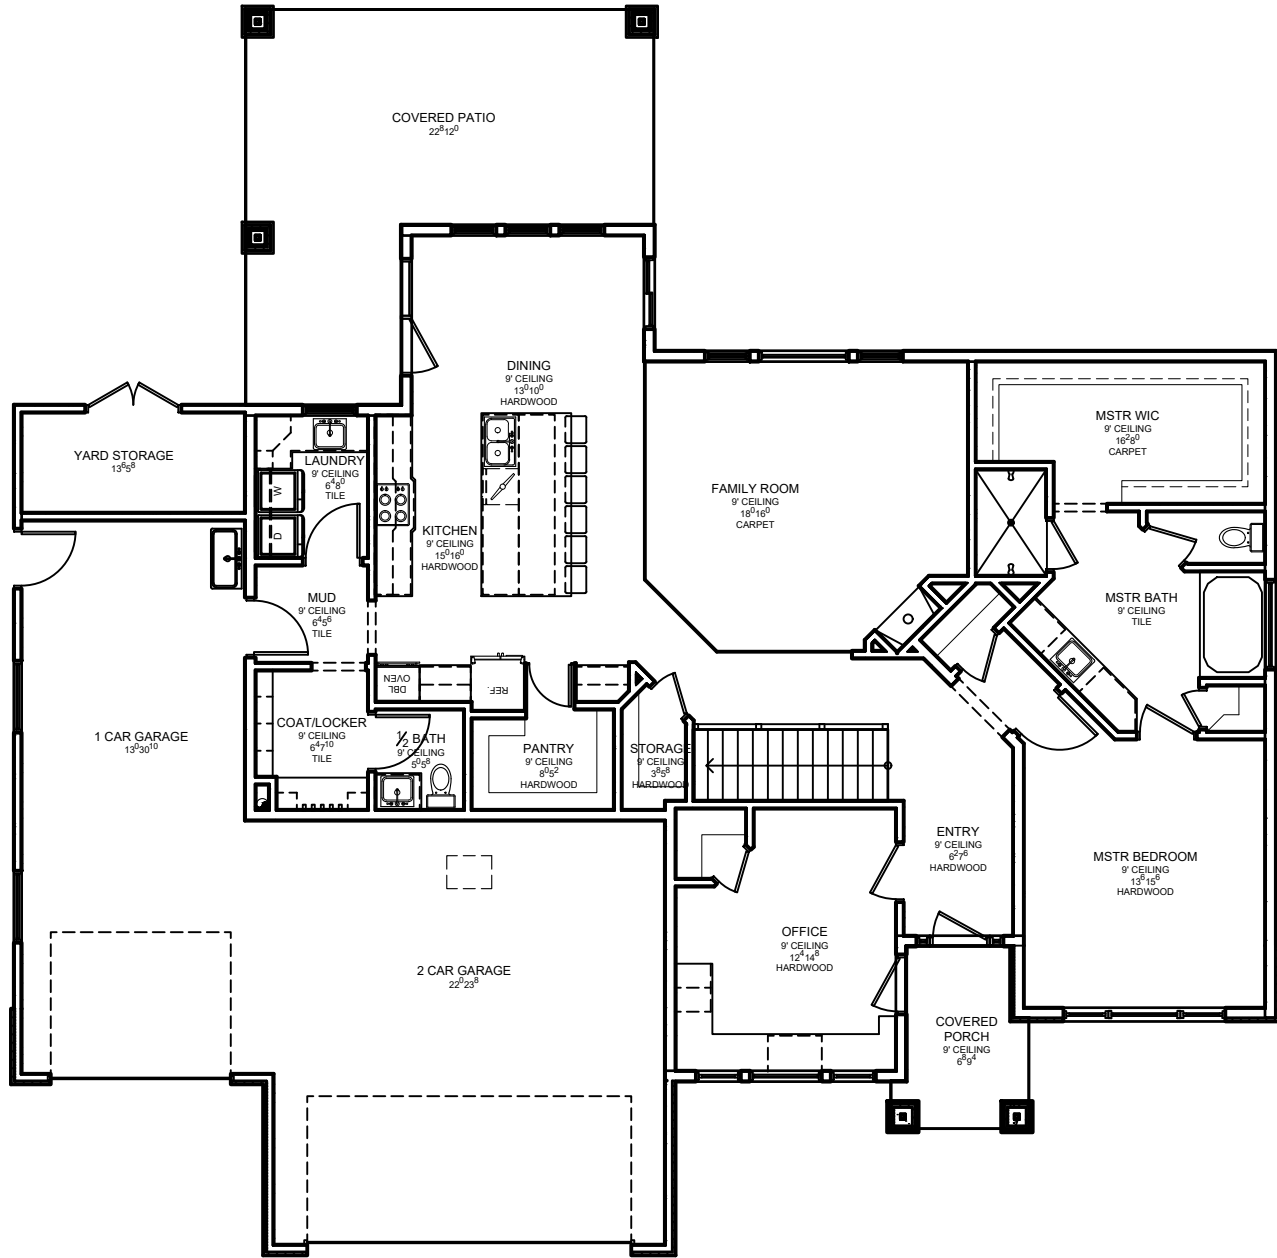 COVERED PATIO
22⁸12⁰
DINING
9' CEILING
13⁰10⁰
HARDWOOD
MSTR WIC
9' CEILING
16²8⁰
CARPET
YARD STORAGE
13⁶5⁸
LAUNDRY
9' CEILING
6⁴8⁰
TILE
W
D
FAMILY ROOM
9' CEILING
18⁰16⁰
CARPET
KITCHEN
9' CEILING
15⁰16⁰
HARDWOOD
MUD
9' CEILING
6⁴5⁶
TILE
MSTR BATH
9' CEILING
TILE
DBL
OVEN
REF.
1 CAR GARAGE
13⁰30¹⁰
COAT/LOCKER
9' CEILING
6⁴7¹⁰
TILE
½ BATH
9' CEILING
5⁰5⁸
PANTRY
9' CEILING
8⁰5²
HARDWOOD
STORAGE
9' CEILING
3⁸5⁸
HARDWOOD
ENTRY
9' CEILING
6²7⁶
HARDWOOD
MSTR BEDROOM
9' CEILING
13⁶15⁶
HARDWOOD
OFFICE
9' CEILING
12⁴14⁸
HARDWOOD
2 CAR GARAGE
22⁰23⁸
COVERED
PORCH
9' CEILING
6⁸9⁴